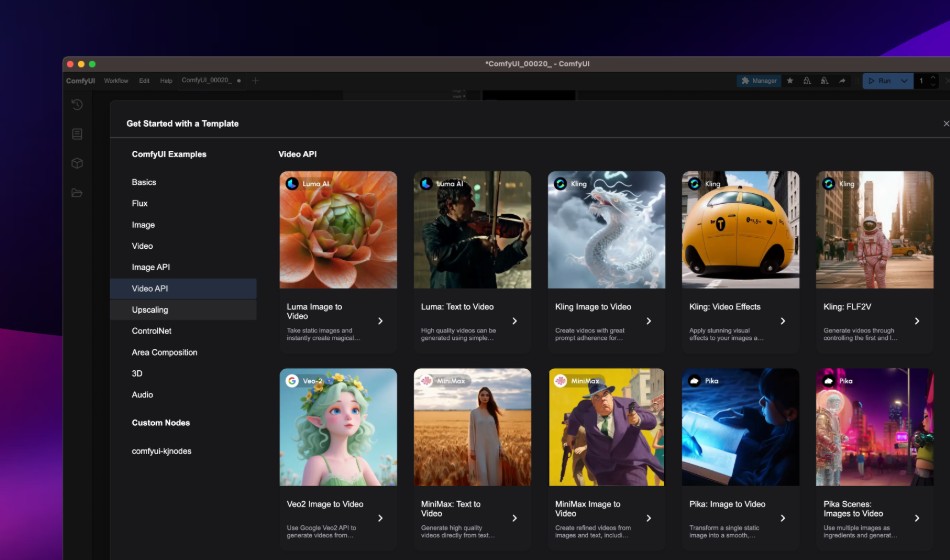 *ComfyUI_00020_ - ComfyUI
ComfyUI Workflow Edit Help ComfyUI_00020_ Manager Run 1
Get Started with a Template
ComfyUI Examples
Basics
Flux
Image
Video
Image API
Video API
Upscaling
ControlNet
Area Composition
3D
Audio
Custom Nodes
comfyui-kjnodes
Video API
Luma AI
Luma Image to
Video
Take static images and
instantly create magical...
Luma AI
Luma: Text to Video
High quality videos can be
generated using simple...
Kling
Kling Image to Video
Create videos with great
prompt adherence for...
Kling
Kling: Video Effects
Apply stunning visual
effects to your images a...
Kling
Kling: FLF2V
Generate videos through
controlling the first and l...
Veo-2
Veo2 Image to Video
Use Google Veo2 API to
generate videos from...
MiniMax
MiniMax: Text to
Video
Generate high quality
videos directly from text...
MiniMax
MiniMax Image to
Video
Create refined videos from
images and text, includi...
Pika
Pika: Image to Video
Transform a single static
image into a smooth,...
Pika
Pika Scenes:
Images to Video
Use multiple images as
ingredients and generat...